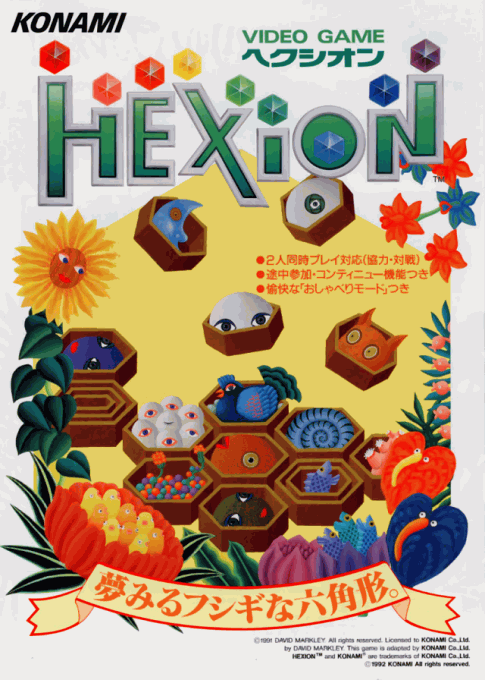 KONAMI
VIDEO GAME
ヘクシオン
HEXION
TM
●2人同時プレイ対応(協力・対戦)
●途中参加・コンティニュー機能つき
●愉快な「おしゃべりモード」つき
夢みるフシギな六角形。
©1991 DAVID MARKLEY. All rights reserved. Licensed to KONAMI Co.,Ltd.
by DAVID MARKLEY. This game is adapted by KONAMI Co.,Ltd.
HEXION™ and KONAMI® are trademarks of KONAMI Co.,Ltd.
©1992 KONAMI All rights reserved.